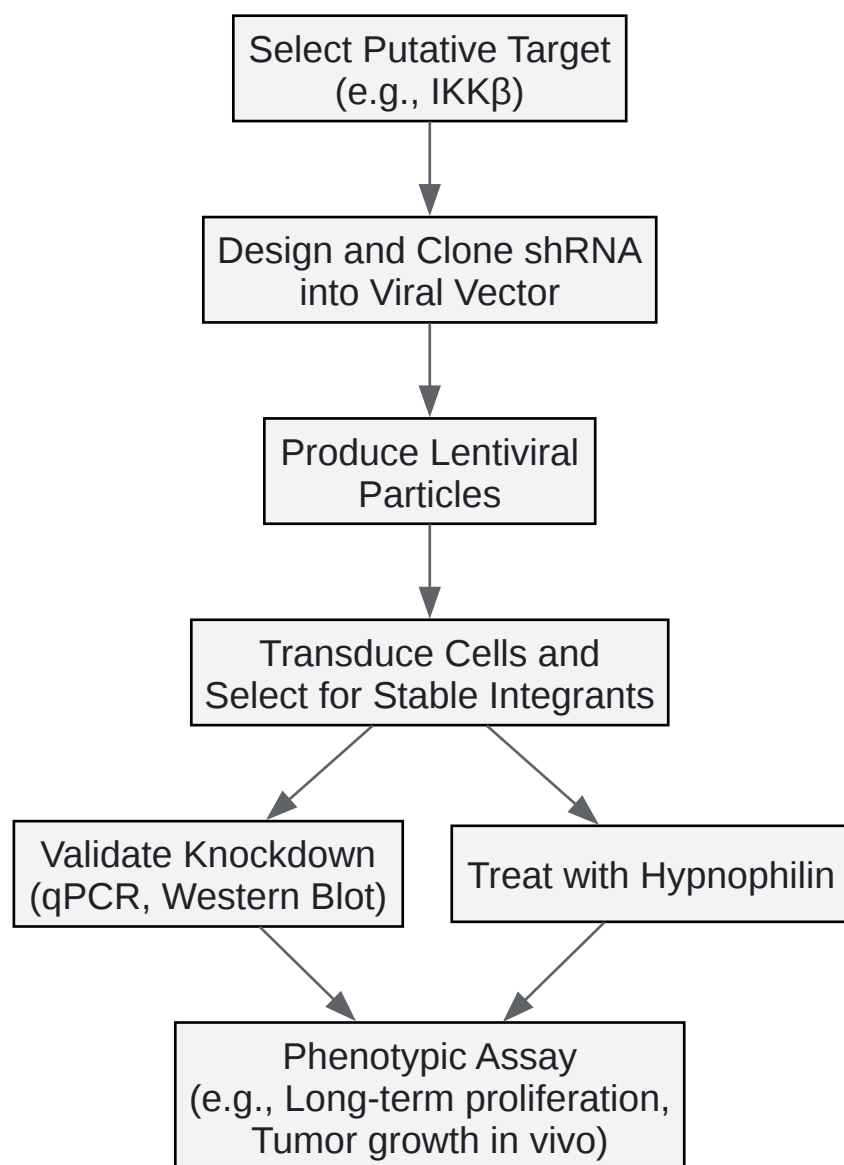 Select Putative Target
(e.g., IKKβ)
Design and Clone shRNA
into Viral Vector
Produce Lentiviral
Particles
Transduce Cells and
Select for Stable Integrants
Validate Knockdown
(qPCR, Western Blot)
Treat with Hypnophilin
Phenotypic Assay
(e.g., Long-term proliferation,
Tumor growth in vivo)